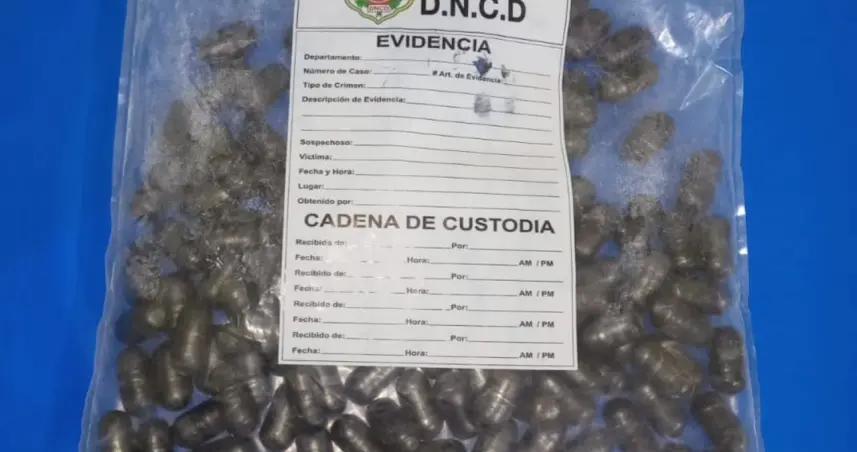 DNCD
D.N.C.D
EVIDENCIA
Departamento:
Número de Caso: # Art. de Evidencia:
Tipo de Crimen:
Descripción de Evidencia:
Sospechoso:
Victima:
Fecha y Hora:
Lugar:
Obtenido por:
CADENA DE CUSTODIA
Recibido de: Por:
Fecha: Hora: AM / PM
Recibido de: Por:
Fecha: Hora: AM / PM
Recibido de: Por:
Fecha: Hora: AM / PM
Recibido de: Por:
Fecha: Hora: AM / PM